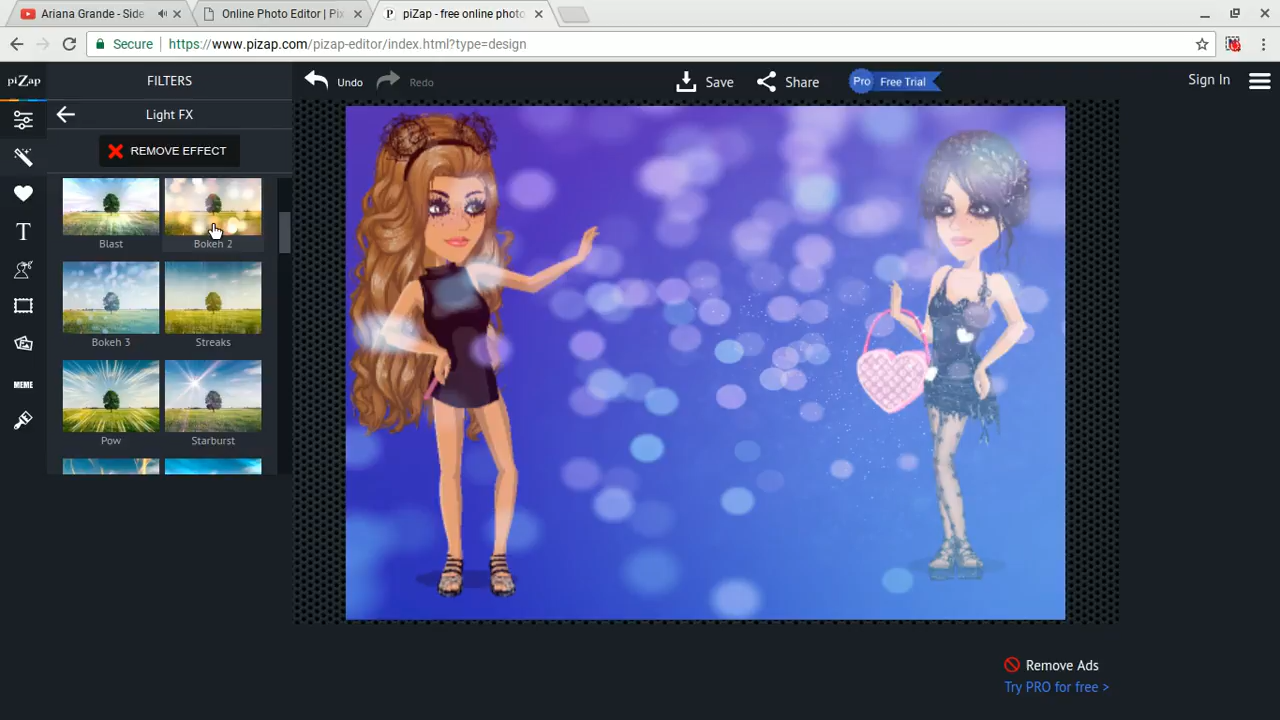 Ariana Grande - Side
Online Photo Editor | Pix
piZap - free online photo
Secure
https://www.pizap.com/pizap-editor/index.html?type=design
piZap
FILTERS
Undo
Redo
Save
Share
Pro Free Trial
Sign In
Light FX
REMOVE EFFECT
Blast
Bokeh 2
Bokeh 3
Streaks
T
Pow
Starburst
MEME
Remove Ads
Try PRO for free >